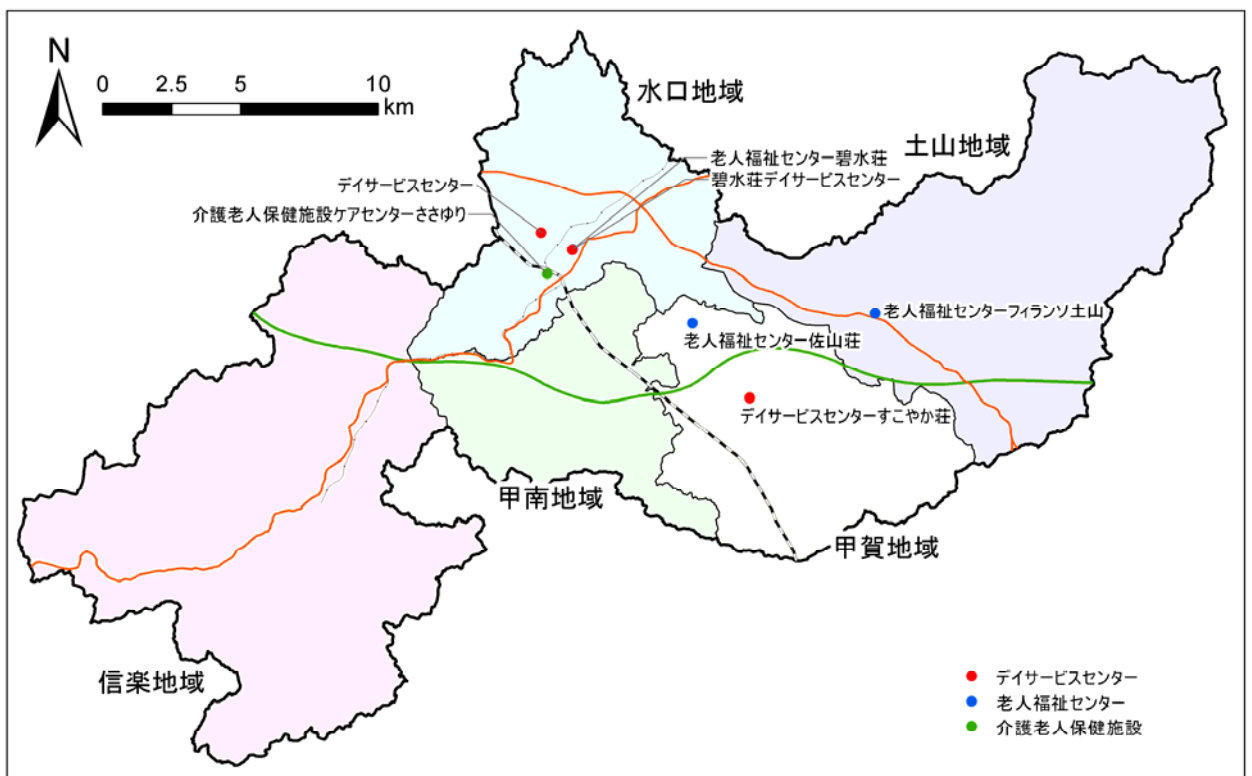 N
0 2.5 5 10
km
水口地域
土山地域
老人福祉センター碧水荘
碧水荘デイサービスセンター
デイサービスセンター
介護老人保健施設ケアセンターささゆり
老人福祉センターフィランソ土山
老人福祉センター佐山荘
デイサービスセンターすこやか荘
甲南地域
甲賀地域
信楽地域
デイサービスセンター
老人福祉センター
介護老人保健施設